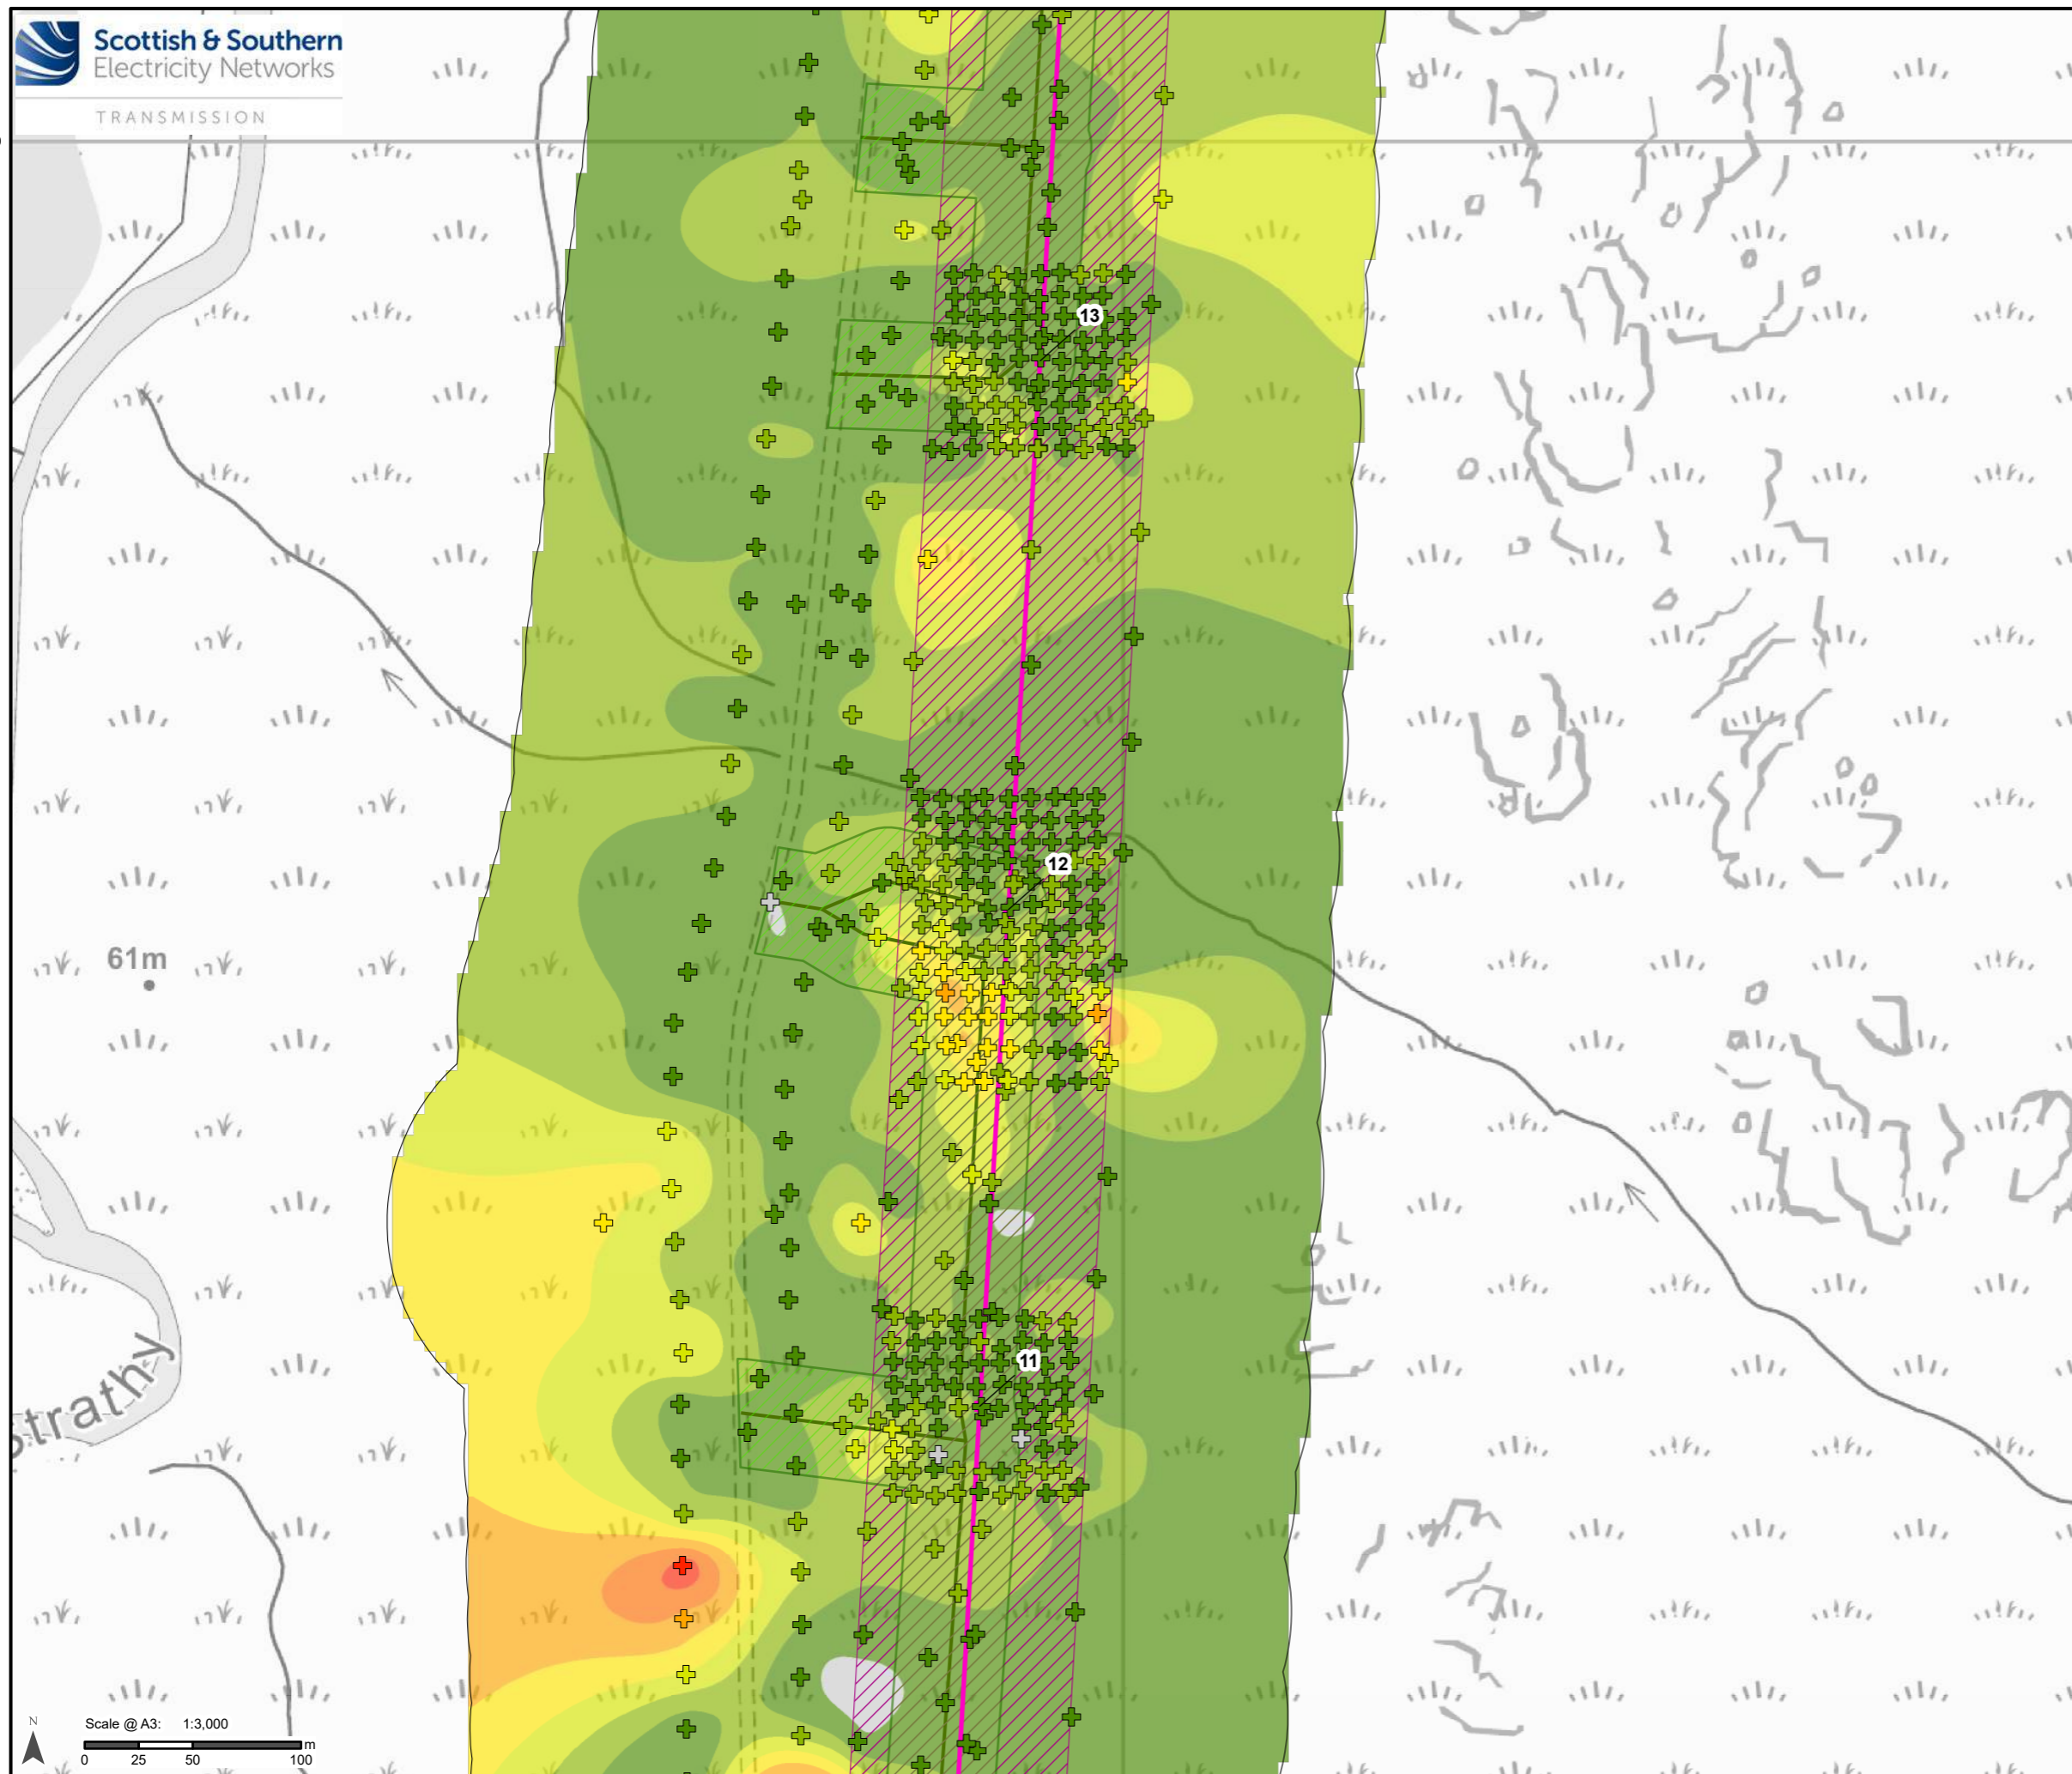 Scottish & Southern
Electricity Networks
TRANSMISSION
13
12
61m
11
Strathy
N
Scale @ A3: 1:3,000
m
0 25 50 100